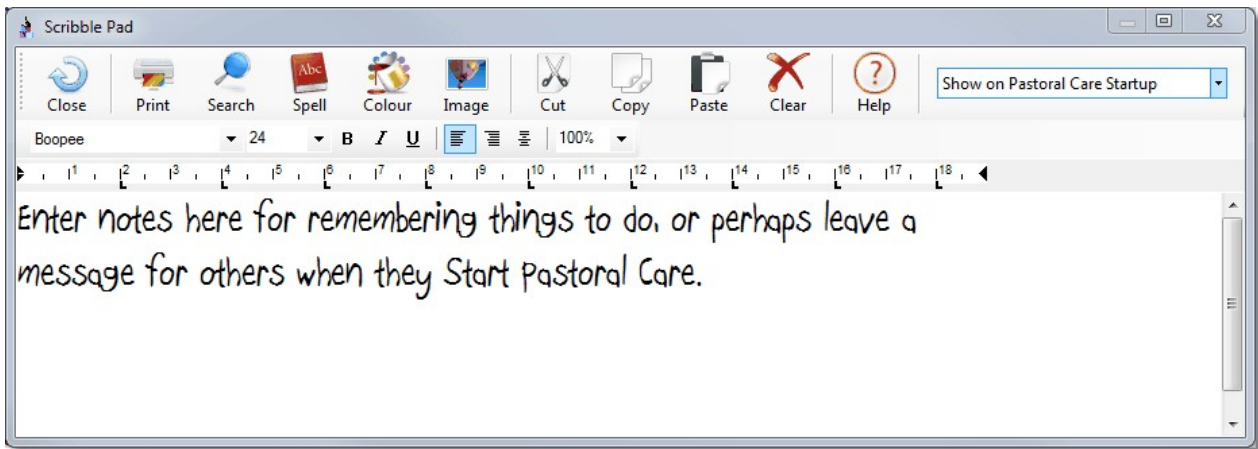 Scribble Pad
Close Print Search Spell Colour Image Cut Copy Paste Clear Help Show on Pastoral Care Startup
Boopee 24 B I U 100%
1 2 3 4 5 6 7 8 9 10 11 12 13 14 15 16 17 18
Enter notes here for remembering things to do, or perhaps leave a
message for others when they Start Pastoral Care.